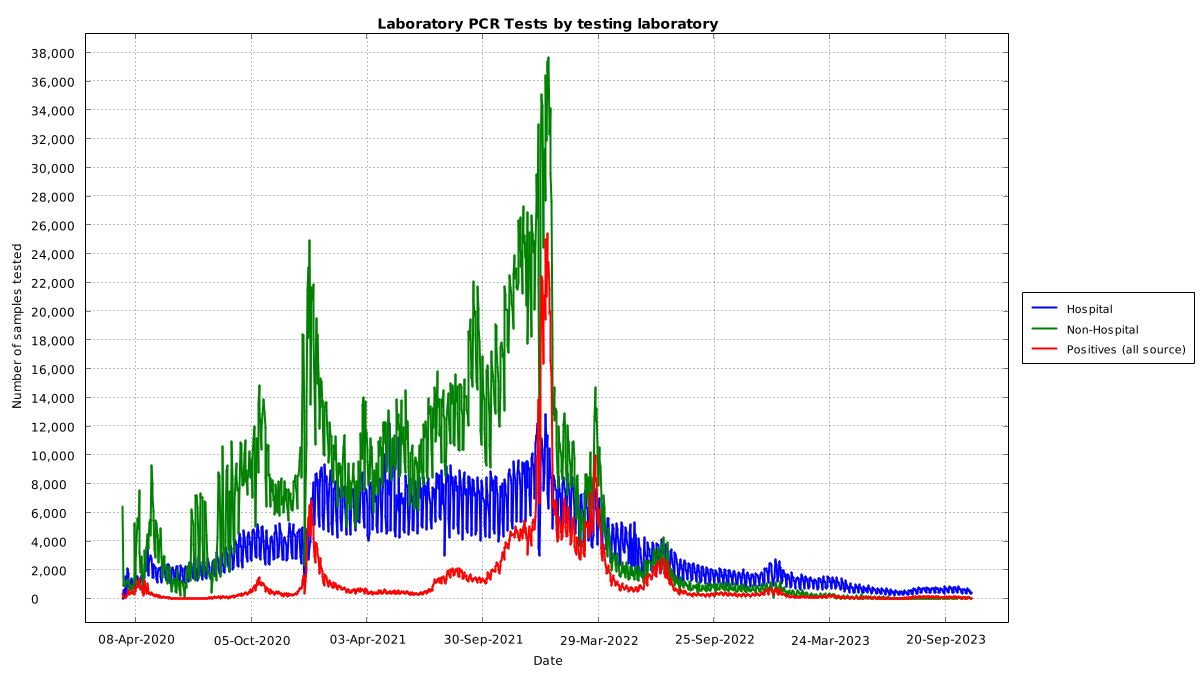 Laboratory PCR Tests by testing laboratory
38,000
36,000
34,000
32,000
30,000
28,000
26,000
24,000
22,000
20,000
18,000
16,000
14,000
12,000
10,000
8,000
6,000
4,000
2,000
0
Number of samples tested
08-Apr-2020
05-Oct-2020
03-Apr-2021
30-Sep-2021
29-Mar-2022
25-Sep-2022
24-Mar-2023
20-Sep-2023
Date
Hospital
Non-Hospital
Positives (all source)